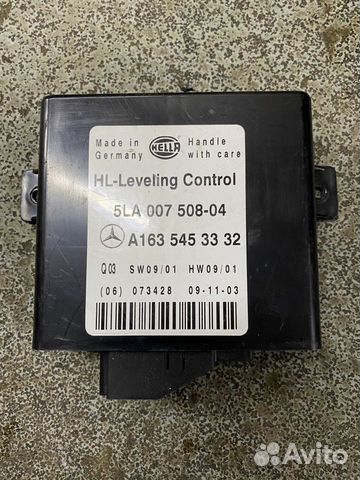 Made in Germany
HELLA
Handle with care
HL-Leveling Control
5LA 007 508-04
A163 545 33 32
Q03 SW09/01 HW09/01
(06) 073428 09-11-03
Avito